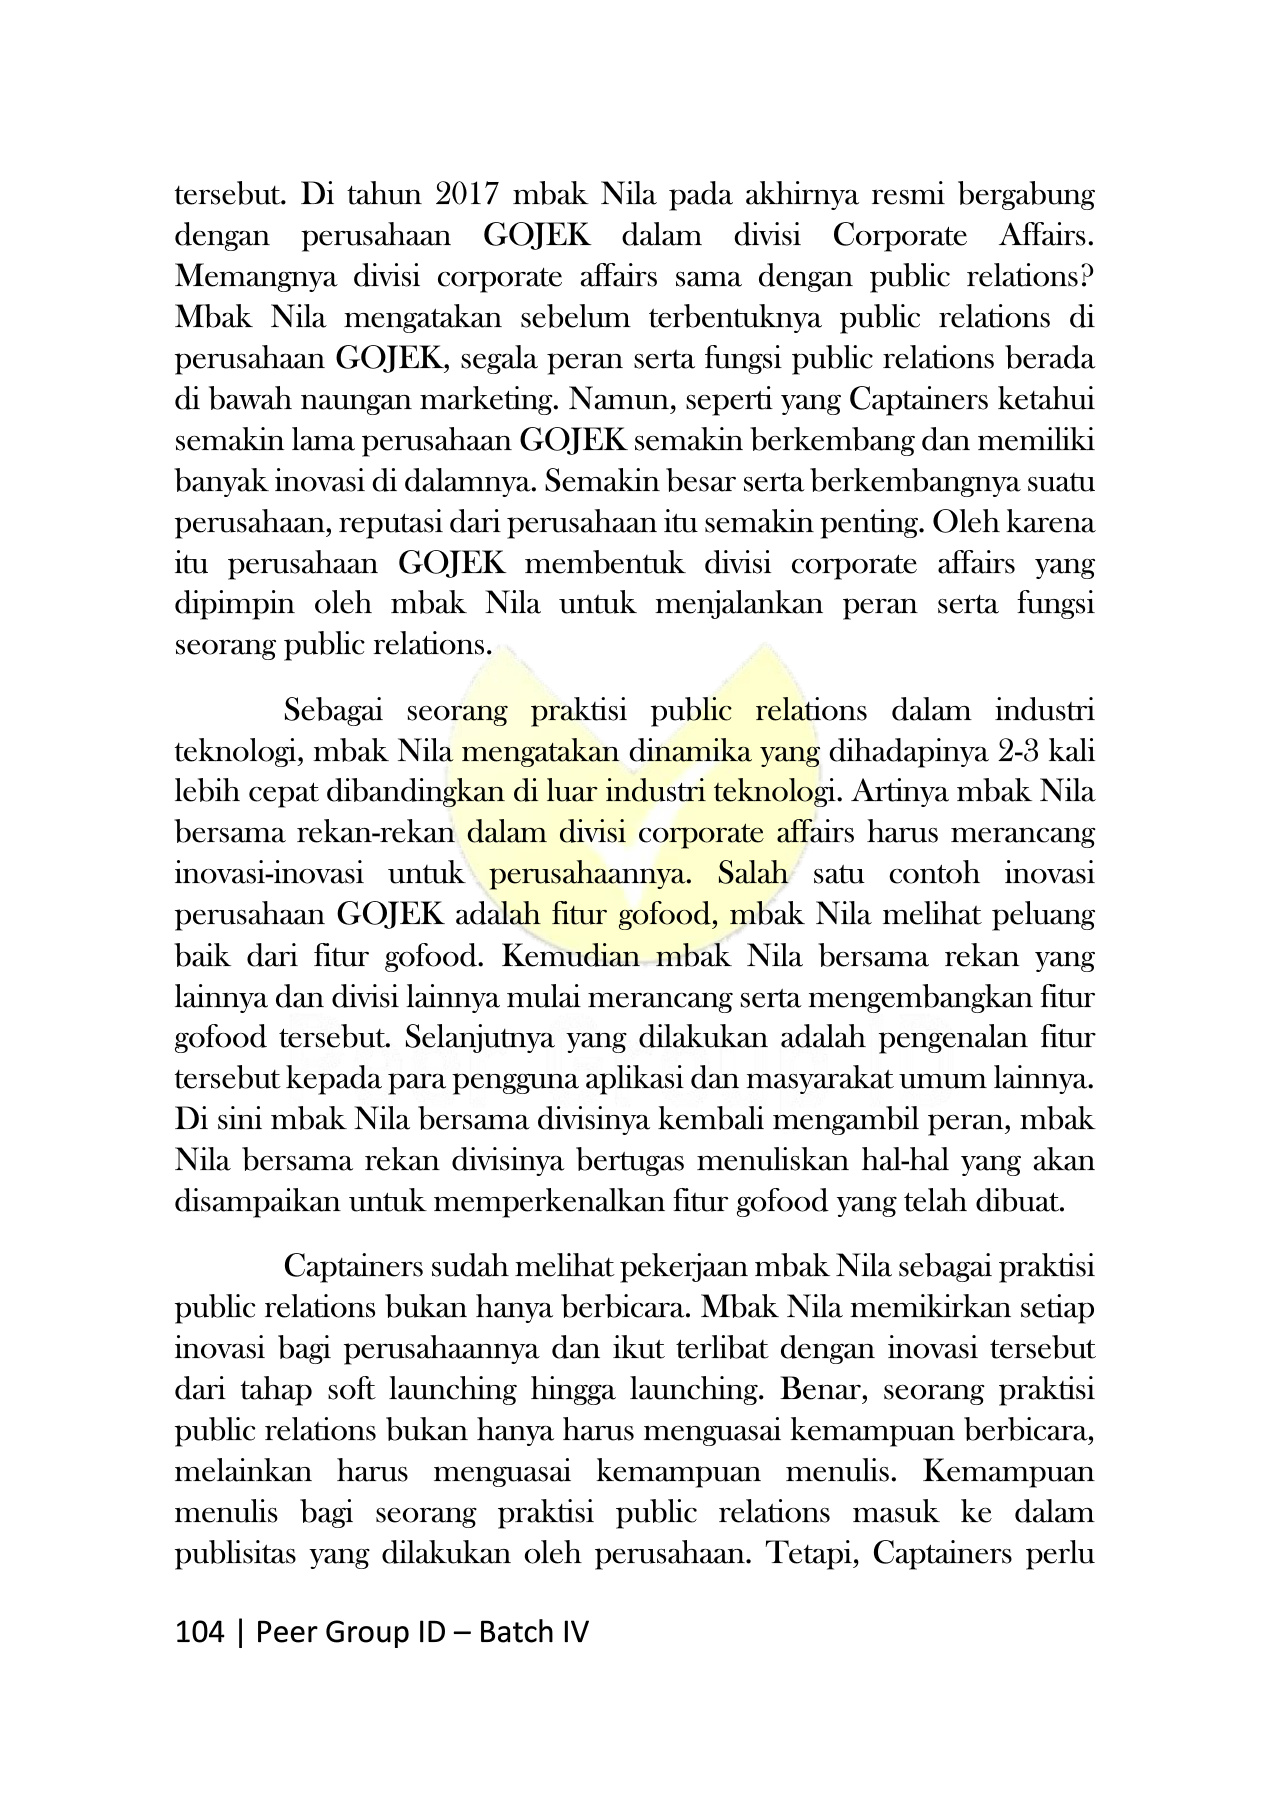 tersebut. Di tahun 2017 mbak Nila pada akhirnya resmi bergabung
dengan perusahaan GOJEK dalam divisi Corporate Affairs.
Memangnya divisi corporate affairs sama dengan public relations?
Mbak Nila mengatakan sebelum terbentuknya public relations di
perusahaan GOJEK, segala peran serta fungsi public relations berada
di bawah naungan marketing. Namun, seperti yang Captainers ketahui
semakin lama perusahaan GOJEK semakin berkembang dan memiliki
banyak inovasi di dalamnya. Semakin besar serta berkembangnya suatu
perusahaan, reputasi dari perusahaan itu semakin penting. Oleh karena
itu perusahaan GOJEK membentuk divisi corporate affairs yang
dipimpin oleh mbak Nila untuk menjalankan peran serta fungsi
seorang public relations.
Sebagai seorang praktisi public relations dalam industri
teknologi, mbak Nila mengatakan dinamika yang dihadapinya 2-3 kali
lebih cepat dibandingkan di luar industri teknologi. Artinya mbak Nila
bersama rekan-rekan dalam divisi corporate affairs harus merancang
inovasi-inovasi untuk perusahaannya. Salah satu contoh inovasi
perusahaan GOJEK adalah fitur gofood, mbak Nila melihat peluang
baik dari fitur gofood. Kemudian mbak Nila bersama rekan yang
lainnya dan divisi lainnya mulai merancang serta mengembangkan fitur
gofood tersebut. Selanjutnya yang dilakukan adalah pengenalan fitur
tersebut kepada para pengguna aplikasi dan masyarakat umum lainnya.
Di sini mbak Nila bersama divisinya kembali mengambil peran, mbak
Nila bersama rekan divisinya bertugas menuliskan hal-hal yang akan
disampaikan untuk memperkenalkan fitur gofood yang telah dibuat.
Captainers sudah melihat pekerjaan mbak Nila sebagai praktisi
public relations bukan hanya berbicara. Mbak Nila memikirkan setiap
inovasi bagi perusahaannya dan ikut terlibat dengan inovasi tersebut
dari tahap soft launching hingga launching. Benar, seorang praktisi
public relations bukan hanya harus menguasai kemampuan berbicara,
melainkan harus menguasai kemampuan menulis. Kemampuan
menulis bagi seorang praktisi public relations masuk ke dalam
publisitas yang dilakukan oleh perusahaan. Tetapi, Captainers perlu
104 | Peer Group ID – Batch IV